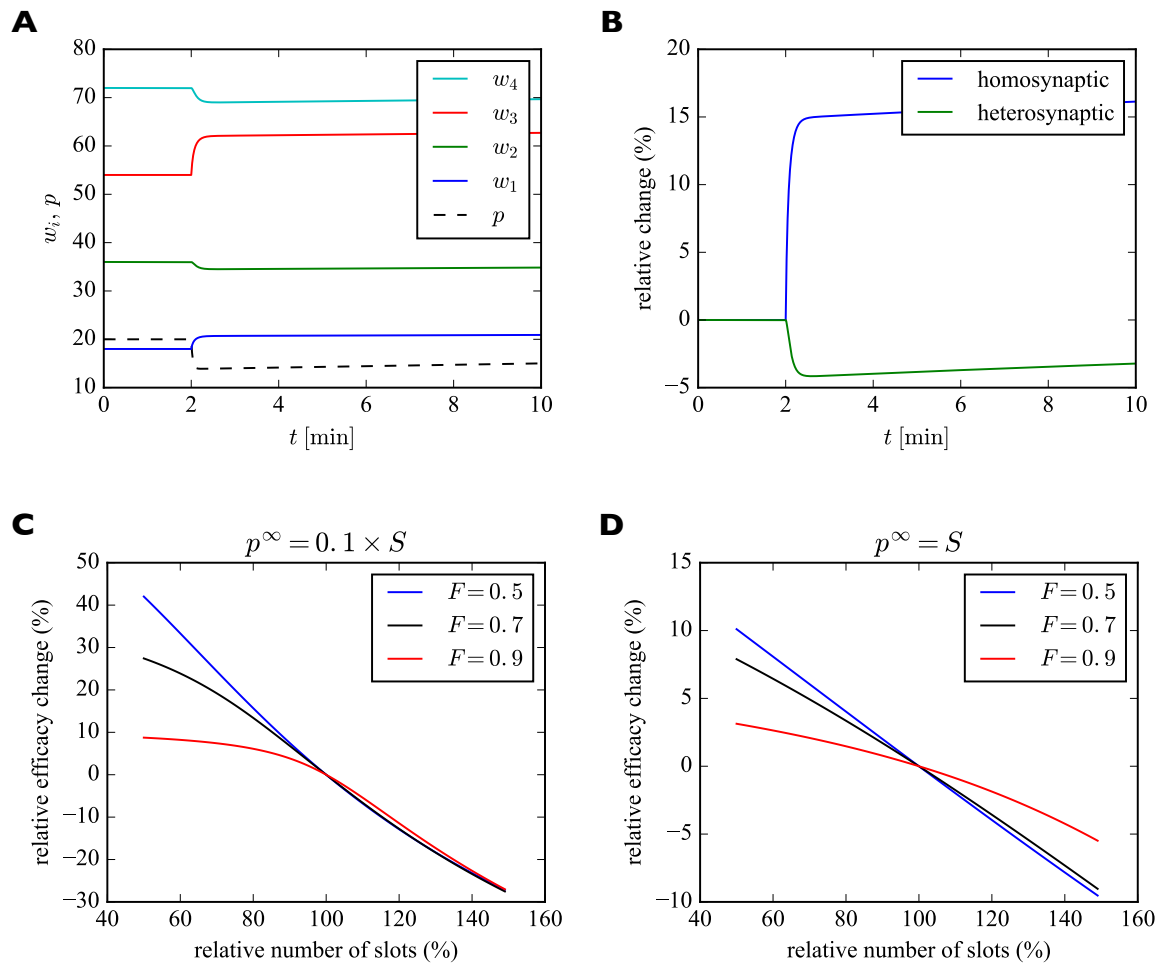 A
80
70
60
50
40
30
20
10
w_i, p
w_4
w_3
w_2
w_1
p
0 2 4 6 8 10
t [min]
B
20
15
10
5
0
−5
relative change (%)
homosynaptic
heterosynaptic
0 2 4 6 8 10
t [min]
C
p^∞ = 0.1 × S
50
40
30
20
10
0
−10
−20
−30
relative efficacy change (%)
F = 0.5
F = 0.7
F = 0.9
40 60 80 100 120 140 160
relative number of slots (%)
D
p^∞ = S
15
10
5
0
−5
−10
relative efficacy change (%)
F = 0.5
F = 0.7
F = 0.9
40 60 80 100 120 140 160
relative number of slots (%)